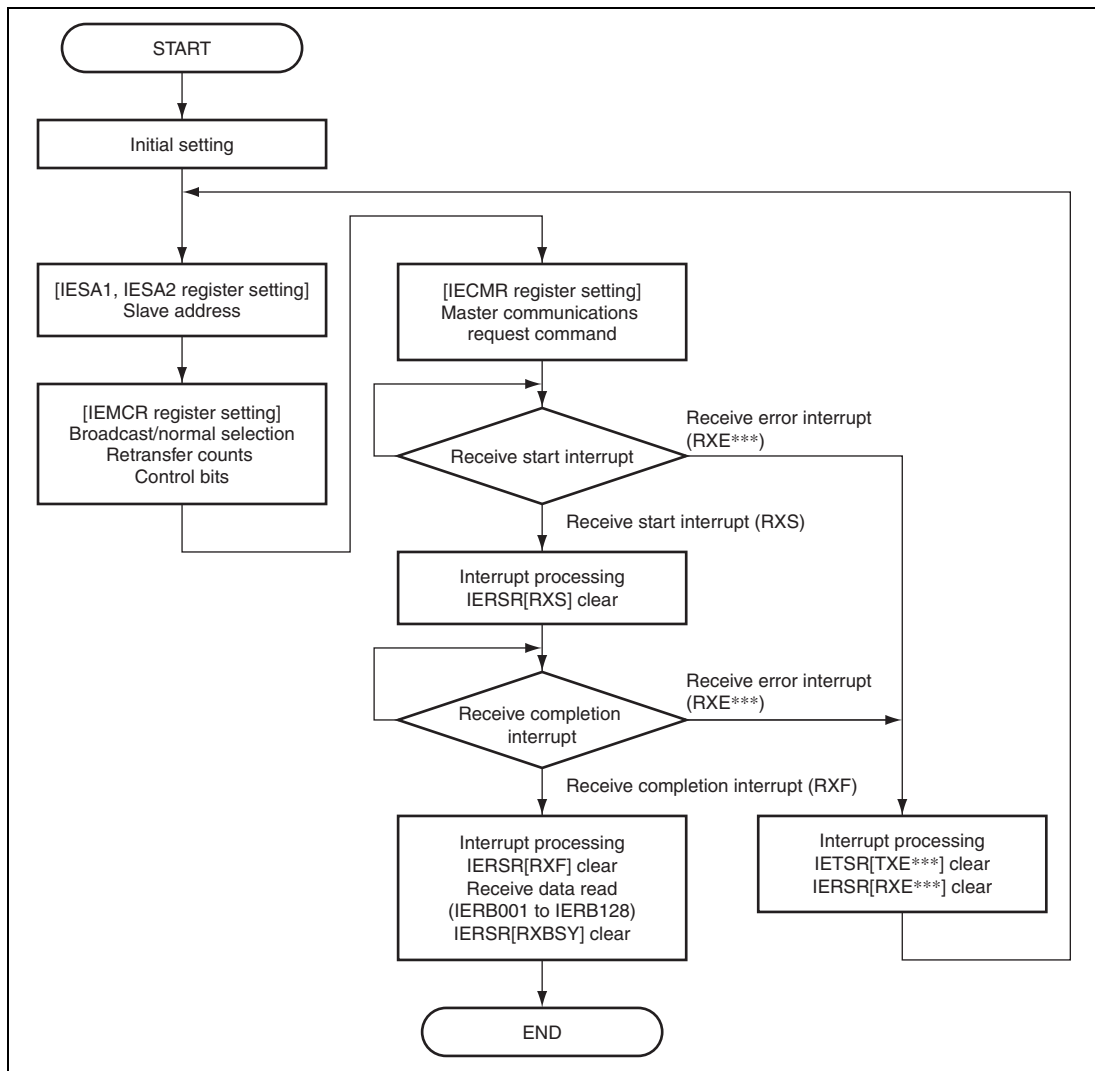 START
Initial setting
[IESA1, IESA2 register setting]
Slave address
[IEMCR register setting]
Broadcast/normal selection
Retransfer counts
Control bits
[IECMR register setting]
Master communications
request command
Receive start interrupt
Receive error interrupt
(RXE***)
Receive start interrupt (RXS)
Interrupt processing
IERSR[RXS] clear
Receive completion
interrupt
Receive error interrupt
(RXE***)
Receive completion interrupt (RXF)
Interrupt processing
IERSR[RXF] clear
Receive data read
(IERB001 to IERB128)
IERSR[RXBSY] clear
Interrupt processing
IETSR[TXE***] clear
IERSR[RXE***] clear
END